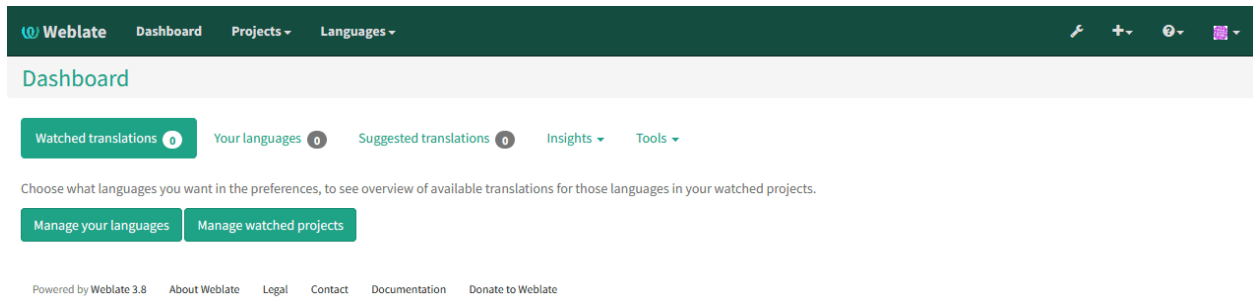 Weblate Dashboard Projects Languages
Dashboard
Watched translations 0 Your languages 0 Suggested translations 0 Insights Tools
Choose what languages you want in the preferences, to see overview of available translations for those languages in your watched projects.
Manage your languages Manage watched projects
Powered by Weblate 3.8 About Weblate Legal Contact Documentation Donate to Weblate